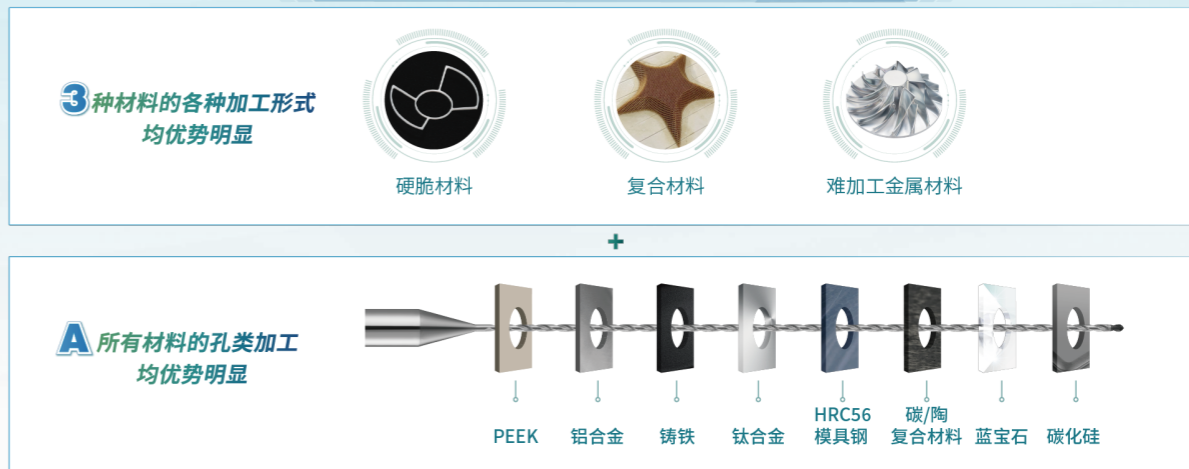 3种材料的各种加工形式
均优势明显
硬脆材料
复合材料
难加工金属材料
+
A所有材料的孔类加工
均优势明显
PEEK
铝合金
铸铁
钛合金
HRC56
模具钢
碳/陶
复合材料
蓝宝石
碳化硅